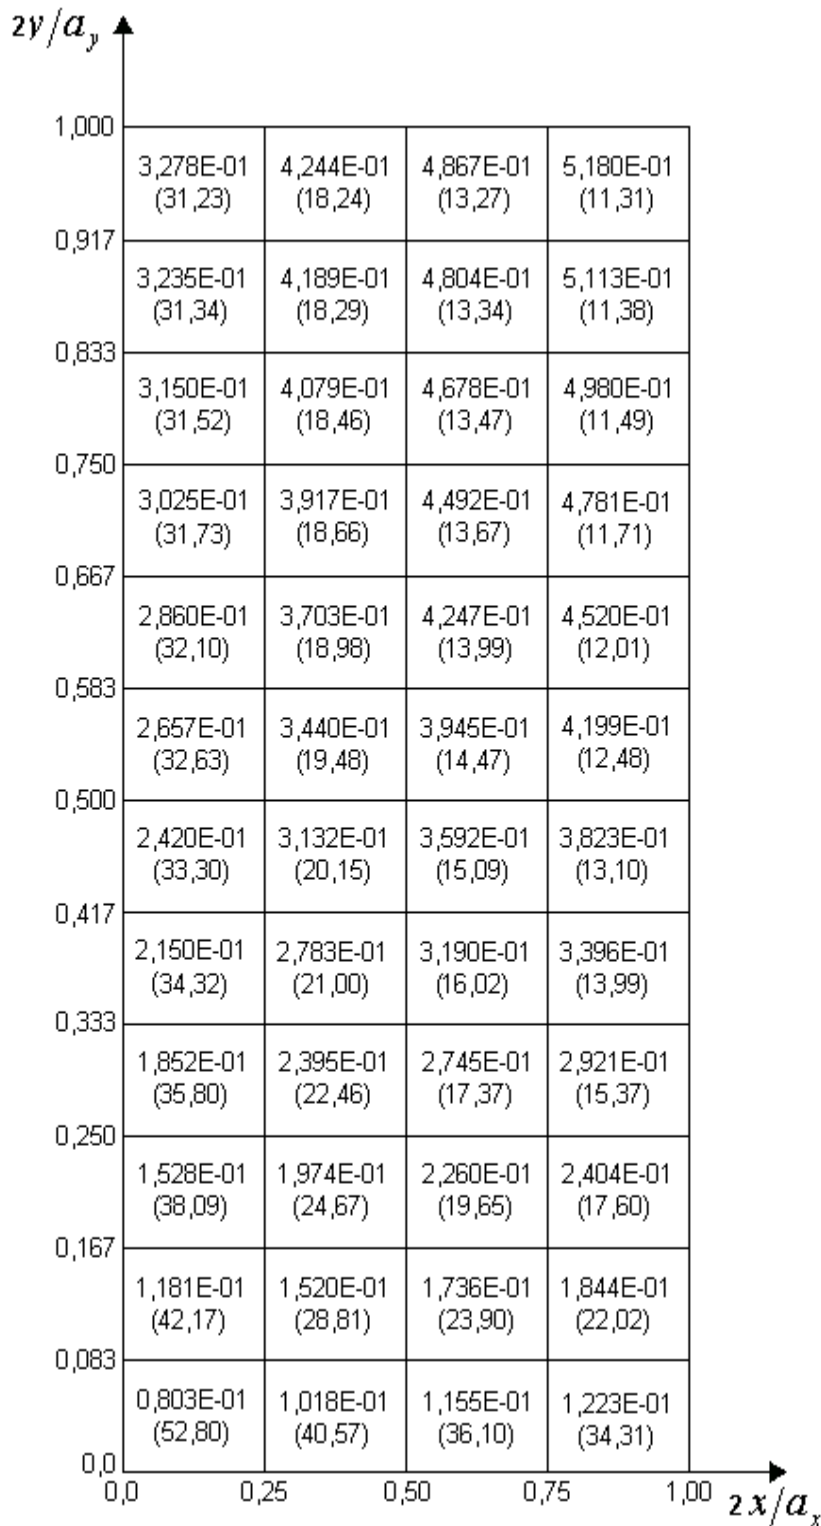 2y/a_y
1,000
3,278E-01 4,244E-01 4,867E-01 5,180E-01
(31,23) (18,24) (13,27) (11,31)
0,917
3,235E-01 4,189E-01 4,804E-01 5,113E-01
(31,34) (18,29) (13,34) (11,38)
0,833
3,150E-01 4,079E-01 4,678E-01 4,980E-01
(31,52) (18,46) (13,47) (11,49)
0,750
3,025E-01 3,917E-01 4,492E-01 4,781E-01
(31,73) (18,66) (13,67) (11,71)
0,667
2,860E-01 3,703E-01 4,247E-01 4,520E-01
(32,10) (18,98) (13,99) (12,01)
0,583
2,657E-01 3,440E-01 3,945E-01 4,199E-01
(32,63) (19,48) (14,47) (12,48)
0,500
2,420E-01 3,132E-01 3,592E-01 3,823E-01
(33,30) (20,15) (15,09) (13,10)
0,417
2,150E-01 2,783E-01 3,190E-01 3,396E-01
(34,32) (21,00) (16,02) (13,99)
0,333
1,852E-01 2,395E-01 2,745E-01 2,921E-01
(35,80) (22,46) (17,37) (15,37)
0,250
1,528E-01 1,974E-01 2,260E-01 2,404E-01
(38,09) (24,67) (19,65) (17,60)
0,167
1,181E-01 1,520E-01 1,736E-01 1,844E-01
(42,17) (28,81) (23,90) (22,02)
0,083
0,803E-01 1,018E-01 1,155E-01 1,223E-01
(52,80) (40,57) (36,10) (34,31)
0,0
0,0 0,25 0,50 0,75 1,00 2x/a_x